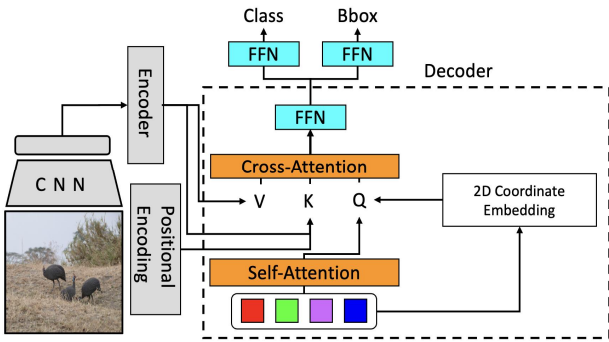 Class
Bbox
FFN
FFN
Decoder
Encoder
FFN
Cross-Attention
C N N
V
K
Q
2D Coordinate
Embedding
Positional
Encoding
Self-Attention